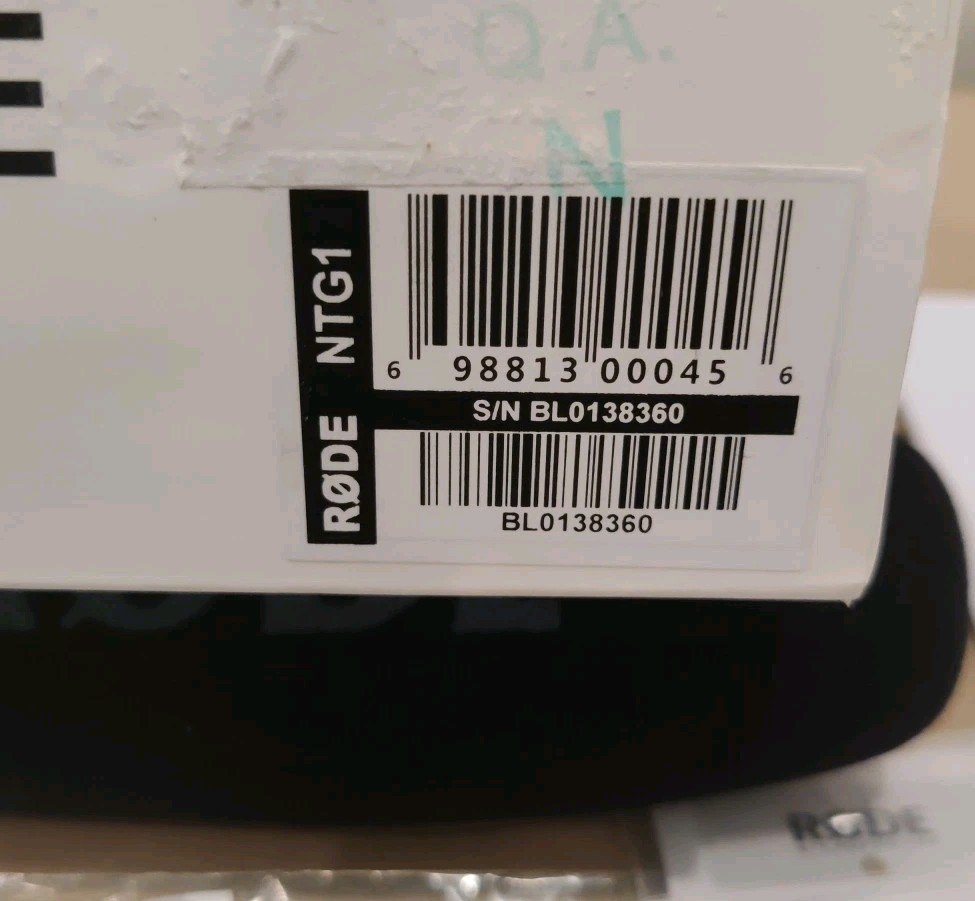 Q A.
N
RØDE NTG1
6 98813 00045 6
S/N BL0138360
BL0138360
RØDE